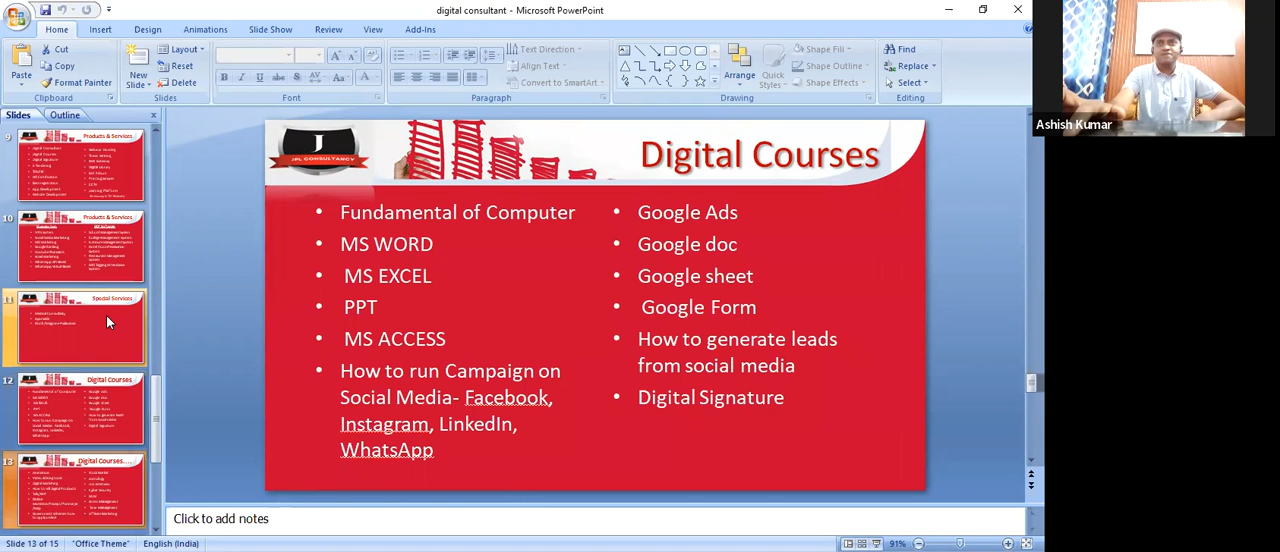 digital consultant - Microsoft PowerPoint
Home Insert Design Animations Slide Show Review View Add-Ins
Paste
Cut
Copy
Format Painter
Clipboard
New Slide
Layout
Reset
Delete
Slides
Font
Paragraph
Text Direction
Align Text
Convert to SmartArt
Arrange
Quick Styles
Shape Fill
Shape Outline
Shape Effects
Drawing
Find
Replace
Select
Editing
Ashish Kumar
Slides Outline
9
Products & Services
10
Products & Services
11
Special Services
12
Digital Courses
13
Digital Courses....
J
JPL CONSULTANCY
Digital Courses
• Fundamental of Computer
• MS WORD
• MS EXCEL
• PPT
• MS ACCESS
• How to run Campaign on
Social Media- Facebook,
Instagram, LinkedIn,
WhatsApp
• Google Ads
• Google doc
• Google sheet
• Google Form
• How to generate leads
from social media
• Digital Signature
Click to add notes
Slide 13 of 15 "Office Theme" English (India) 91%